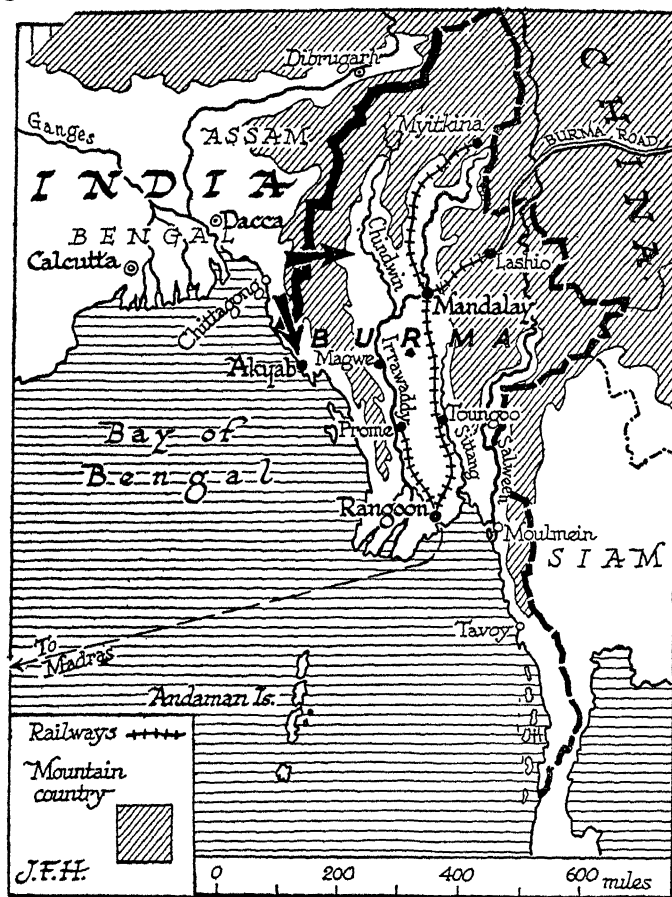 Dibrugarh
CHINA
Ganges
ASSAM
Myitkina
BURMA ROAD
INDIA
Dacca
BENGAL
Calcutta
Chindwin
Lashio
Chittagong
Mandalay
BURMA
Akyab
Magwe
Irrawaddy
Bay of
Bengal
Prome
Toungoo
Sittang
Salween
Rangoon
Moulmein
SIAM
To
Madras
Tavoy
Andaman Is.
Railways
Mountain
country
J.F.H.
0 200 400 600 miles